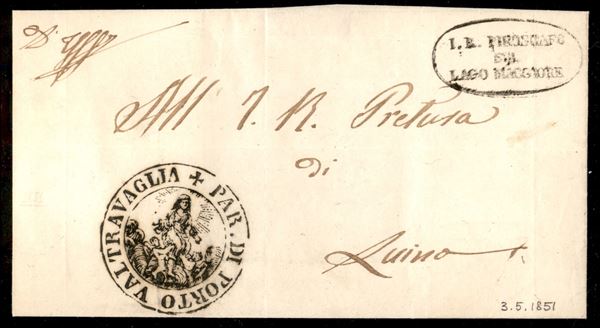 I. R. PIROSCAFO
SUL
LAGO MAGGIORE
All I. R. Pretura
di
Luino
PAR. DI PORTO VALTRAVAGLIA
3.5.1851